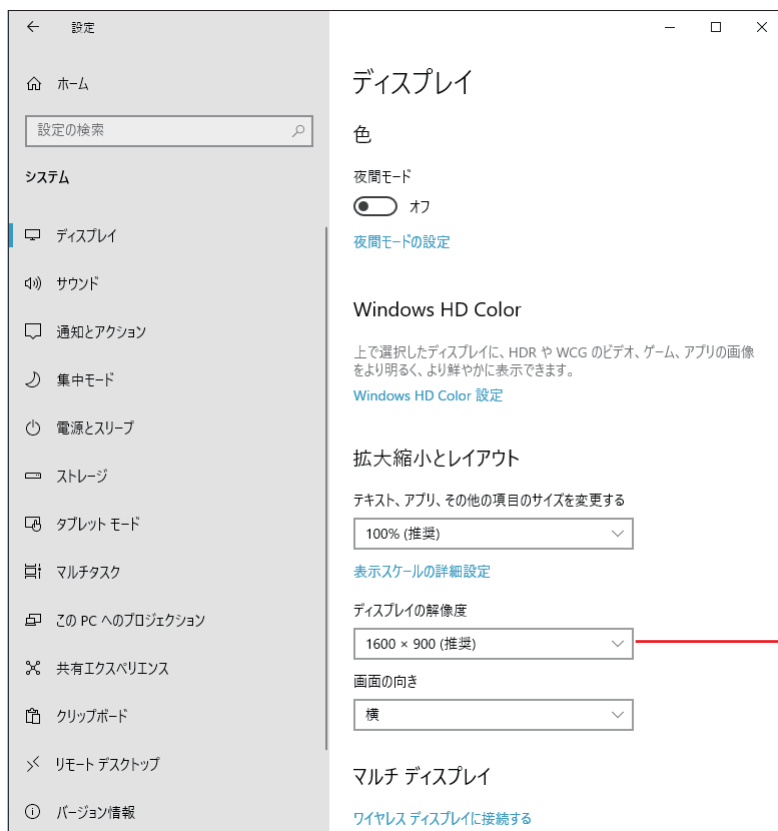 設定
ホーム
設定の検索
システム
ディスプレイ
サウンド
通知とアクション
集中モード
電源とスリープ
ストレージ
タブレット モード
マルチタスク
この PC へのプロジェクション
共有エクスペリエンス
クリップボード
リモート デスクトップ
バージョン情報
ディスプレイ
色
夜間モード
オフ
夜間モードの設定
Windows HD Color
上で選択したディスプレイに、HDR や WCG のビデオ、ゲーム、アプリの画像
をより明るく、より鮮やかに表示できます。
Windows HD Color 設定
拡大縮小とレイアウト
テキスト、アプリ、その他の項目のサイズを変更する
100% (推奨)
表示スケールの詳細設定
ディスプレイの解像度
1600 × 900 (推奨)
画面の向き
横
マルチ ディスプレイ
ワイヤレス ディスプレイに接続する